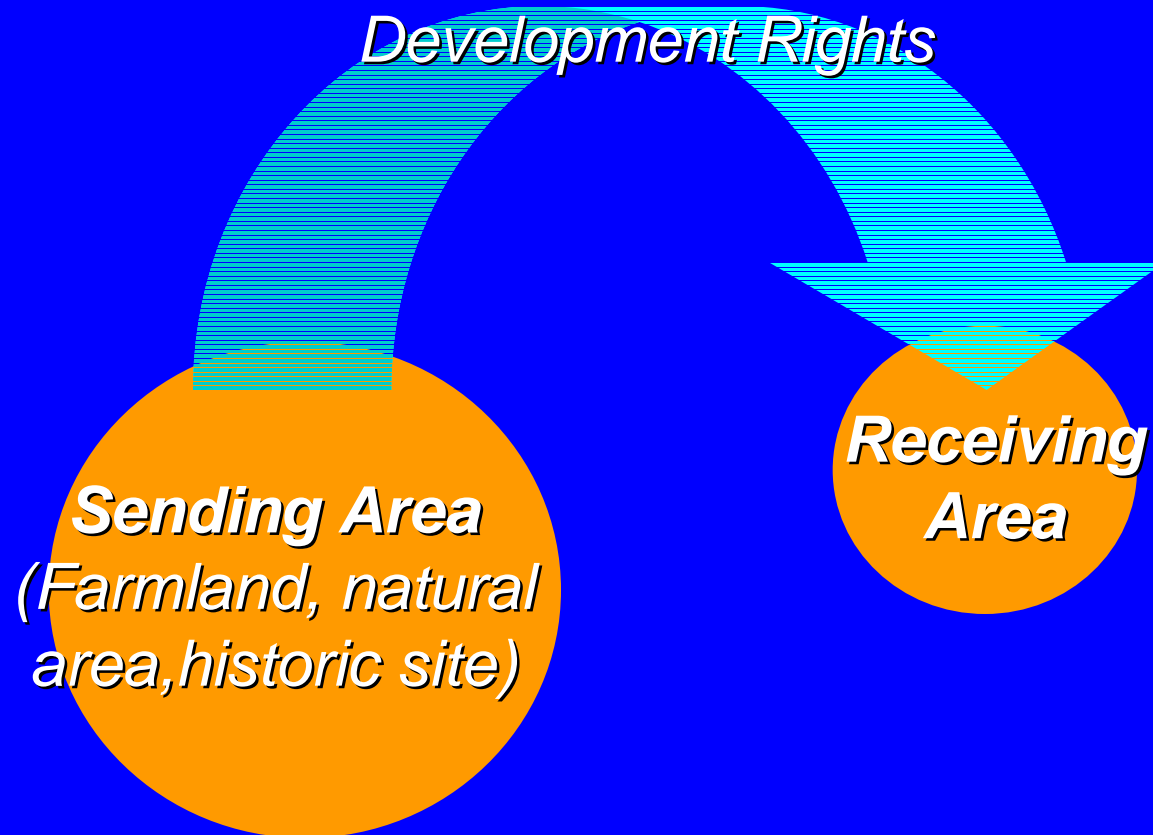 Development Rights
Sending Area
(Farmland, natural
area,historic site)
Receiving
Area